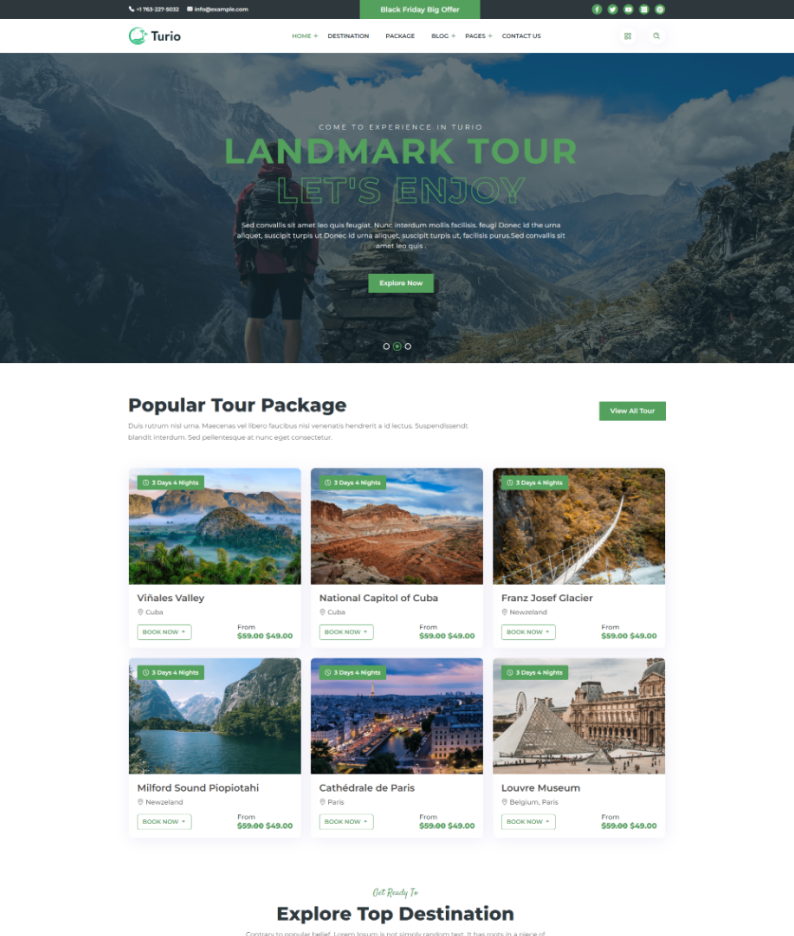 +1 763-227-5032 info@example.com
Black Friday Big Offer
Turio
HOME + DESTINATION PACKAGE BLOG + PAGES + CONTACT US
COME TO EXPERIENCE IN TURIO
LANDMARK TOUR
LET'S ENJOY
Sed convallis sit amet leo quis feugiat. Nunc interdum mollis facilisis. feugi Donec id the urna
aliquet, suscipit turpis ut Donec id urna aliquet, suscipit turpis ut, facilisis purus.Sed convallis sit
amet leo quis .
Explore Now
Popular Tour Package
View All Tour
Duis rutrum nisl urna. Maecenas vel libero faucibus nisi venenatis hendrerit a id lectus. Suspendissendt
blandit interdum. Sed pellentesque at nunc eget consectetur.
3 Days 4 Nights
3 Days 4 Nights
3 Days 4 Nights
Viñales Valley
Cuba
BOOK NOW
From
$59.00 $49.00
National Capitol of Cuba
Cuba
BOOK NOW
From
$59.00 $49.00
Franz Josef Glacier
Newzeland
BOOK NOW
From
$59.00 $49.00
3 Days 4 Nights
3 Days 4 Nights
3 Days 4 Nights
Milford Sound Piopiotahi
Newzeland
BOOK NOW
From
$59.00 $49.00
Cathédrale de Paris
Paris
BOOK NOW
From
$59.00 $49.00
Louvre Museum
Belgium, Paris
BOOK NOW
From
$59.00 $49.00
Get Ready To
Explore Top Destination
Contrary to popular belief, Lorem Ipsum is not simply random text. It has roots in a piece of